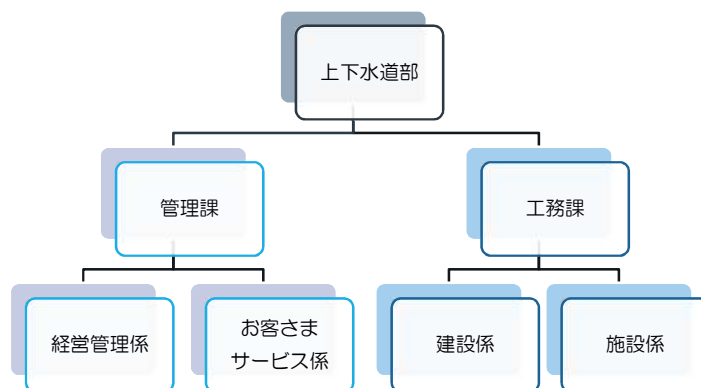 上下水道部
管理課
工務課
経営管理係
お客さま
サービス係
建設係
施設係